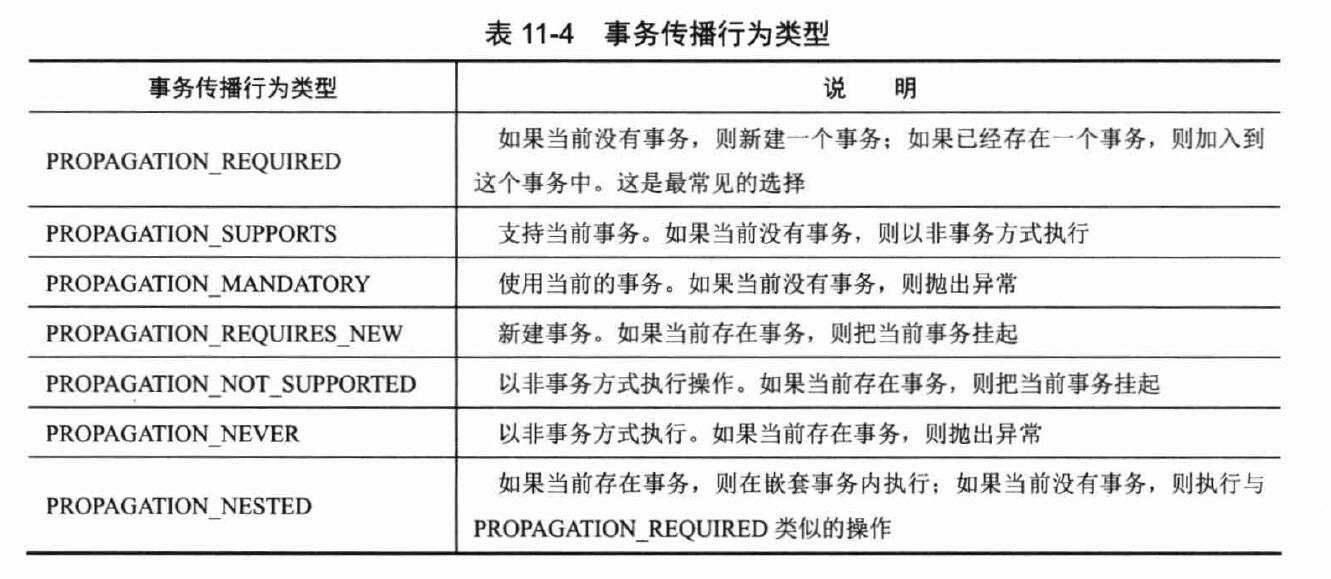 表 11-4 事务传播行为类型
事务传播行为类型
说 明
PROPAGATION_REQUIRED
如果当前没有事务，则新建一个事务；如果已经存在一个事务，则加入到
这个事务中。这是最常见的选择
PROPAGATION_SUPPORTS
支持当前事务。如果当前没有事务，则以非事务方式执行
PROPAGATION_MANDATORY
使用当前的事务。如果当前没有事务，则抛出异常
PROPAGATION_REQUIRES_NEW
新建事务。如果当前存在事务，则把当前事务挂起
PROPAGATION_NOT_SUPPORTED
以非事务方式执行操作。如果当前存在事务，则把当前事务挂起
PROPAGATION_NEVER
以非事务方式执行。如果当前存在事务，则抛出异常
PROPAGATION_NESTED
如果当前存在事务，则在嵌套事务内执行；如果当前没有事务，则执行与
PROPAGATION_REQUIRED 类似的操作